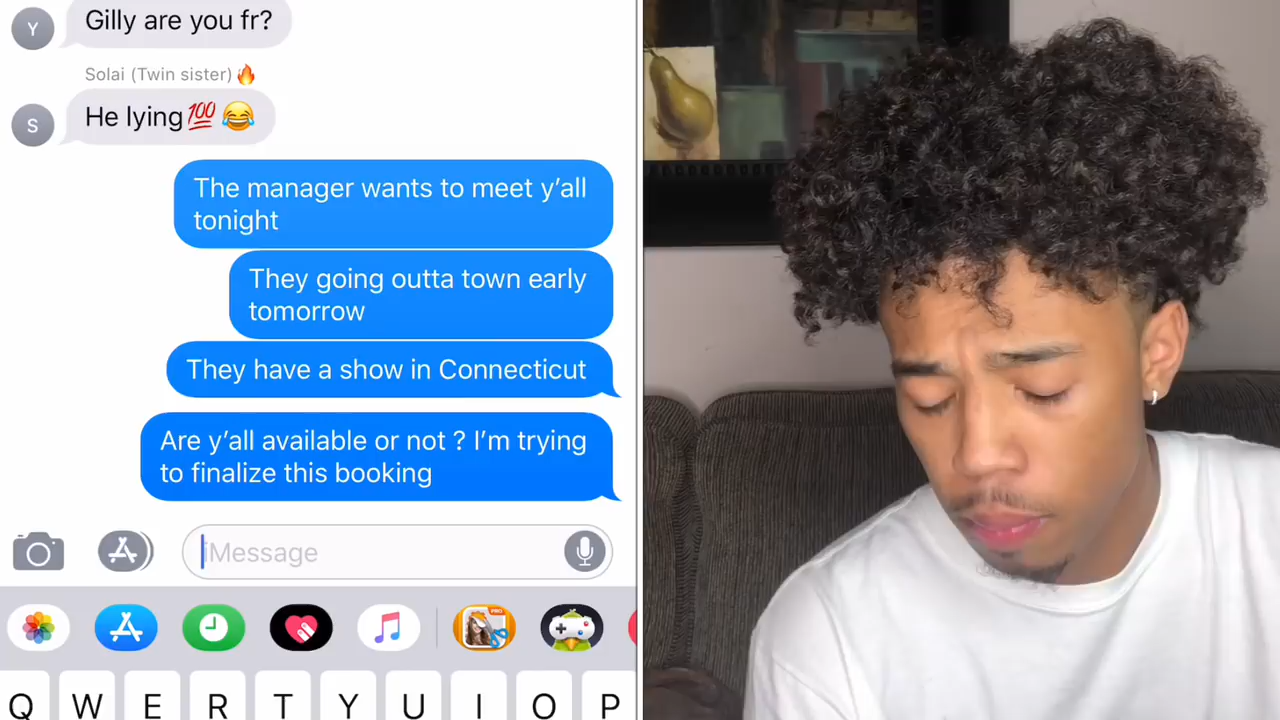 Y
Gilly are you fr?
Solai (Twin sister)🔥
S
He lying💯😂
The manager wants to meet y’all
tonight
They going outta town early
tomorrow
They have a show in Connecticut
Are y’all available or not ? I’m trying
to finalize this booking
iMessage
PRO
Q W E R T Y U I O P